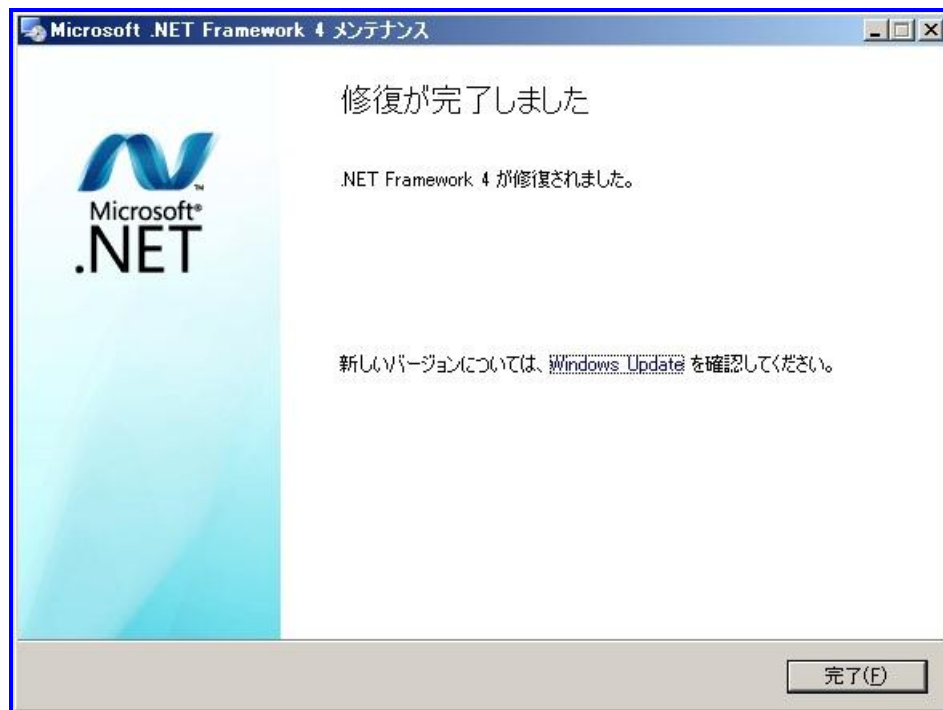 Microsoft .NET Framework 4 メンテナンス
修復が完了しました
.NET Framework 4 が修復されました。
Microsoft®
.NET™
新しいバージョンについては、Windows Update を確認してください。
完了(F)